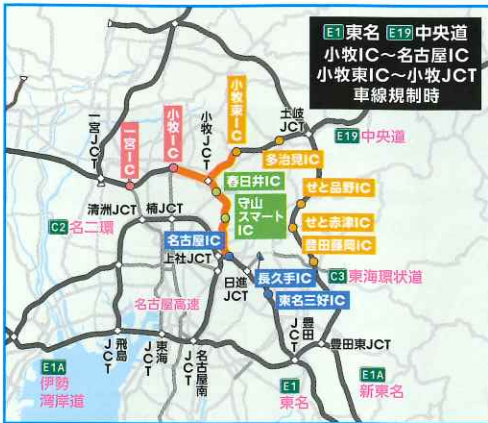 E1 東名 E19 中央道
小牧IC～名古屋IC
小牧東IC～小牧JCT
車線規制時
小牧東IC
土岐JCT
E19 中央道
一宮JCT
一宮IC
小牧IC
小牧JCT
多治見IC
春日井IC
せと品野IC
清洲JCT
楠JCT
守山
スマート
IC
せと赤津IC
C2 名二環
名古屋IC
豊田藤岡IC
上社JCT
長久手IC
C3 東海環状道
日進
JCT
名古屋高速
東名三好IC
飛島JCT
東海JCT
名古屋南JCT
豊田JCT
豊田東JCT
E1A
伊勢
湾岸道
E1
東名
E1A
新東名